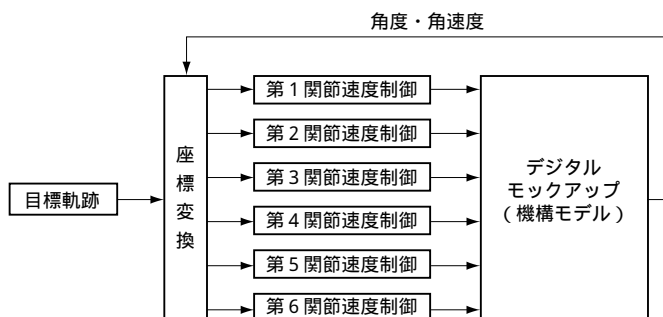 角度・角速度
目標軌跡
座
標
変
換
第1関節速度制御
第2関節速度制御
第3関節速度制御
第4関節速度制御
第5関節速度制御
第6関節速度制御
デジタル
モックアップ
(機構モデル)